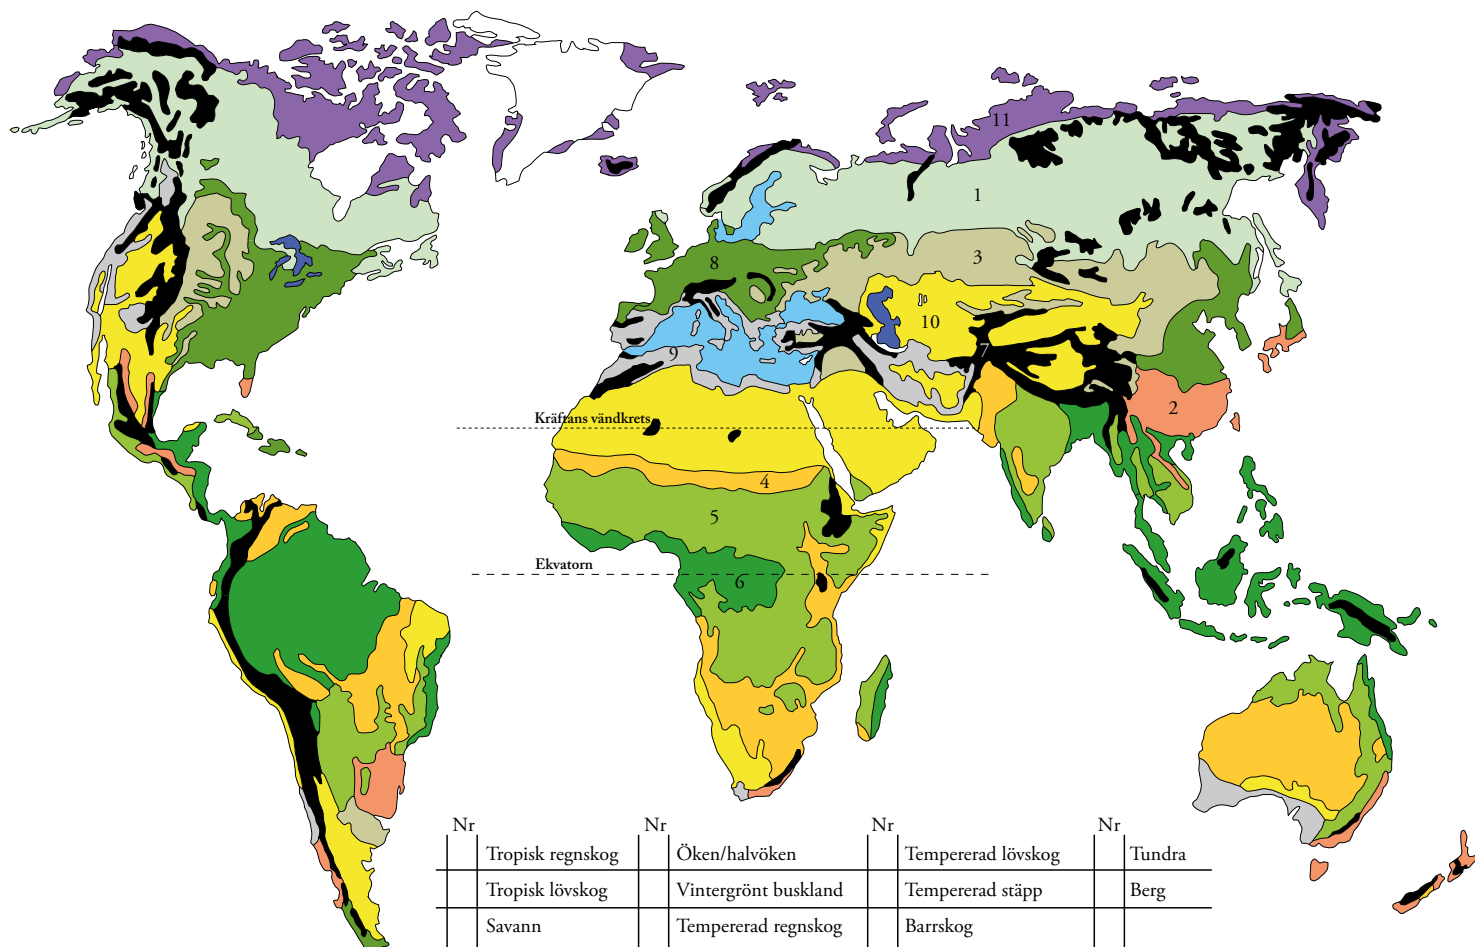 11
1
3
8
10
7
9
2
Kräftans vändkrets
4
5
Ekvatorn
6
Nr Nr Nr Nr
Tropisk regnskog Öken/halvöken Tempererad lövskog Tundra
Tropisk lövskog Vintergrönt buskland Tempererad stäpp Berg
Savann Tempererad regnskog Barrskog